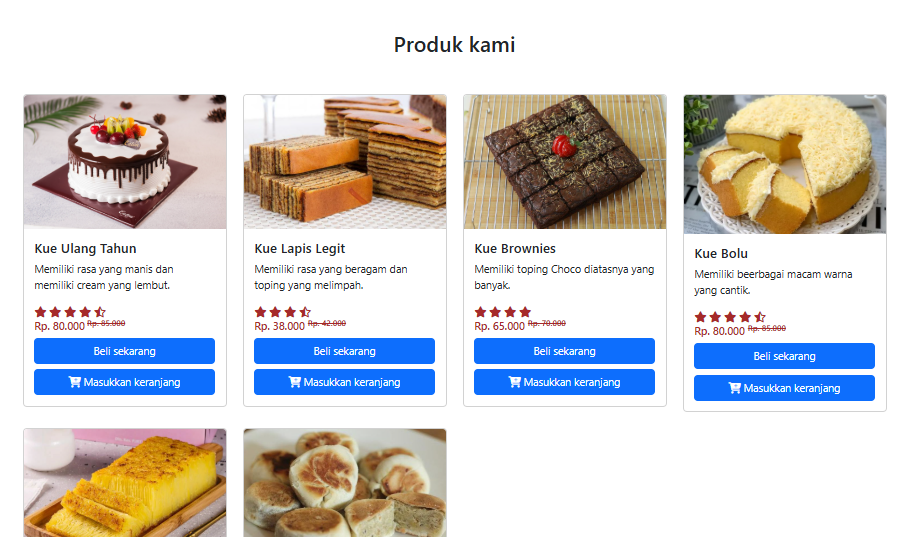 Produk kami
Kue Ulang Tahun
Memiliki rasa yang manis dan
memiliki cream yang lembut.
Rp. 80.000 Rp. 85.000
Beli sekarang
Masukkan keranjang
Kue Lapis Legit
Memiliki rasa yang beragam dan
toping yang melimpah.
Rp. 38.000 Rp. 42.000
Beli sekarang
Masukkan keranjang
Kue Brownies
Memiliki toping Choco diatasnya yang
banyak.
Rp. 65.000 Rp. 70.000
Beli sekarang
Masukkan keranjang
Kue Bolu
Memiliki beerbagai macam warna
yang cantik.
Rp. 80.000 Rp. 85.000
Beli sekarang
Masukkan keranjang